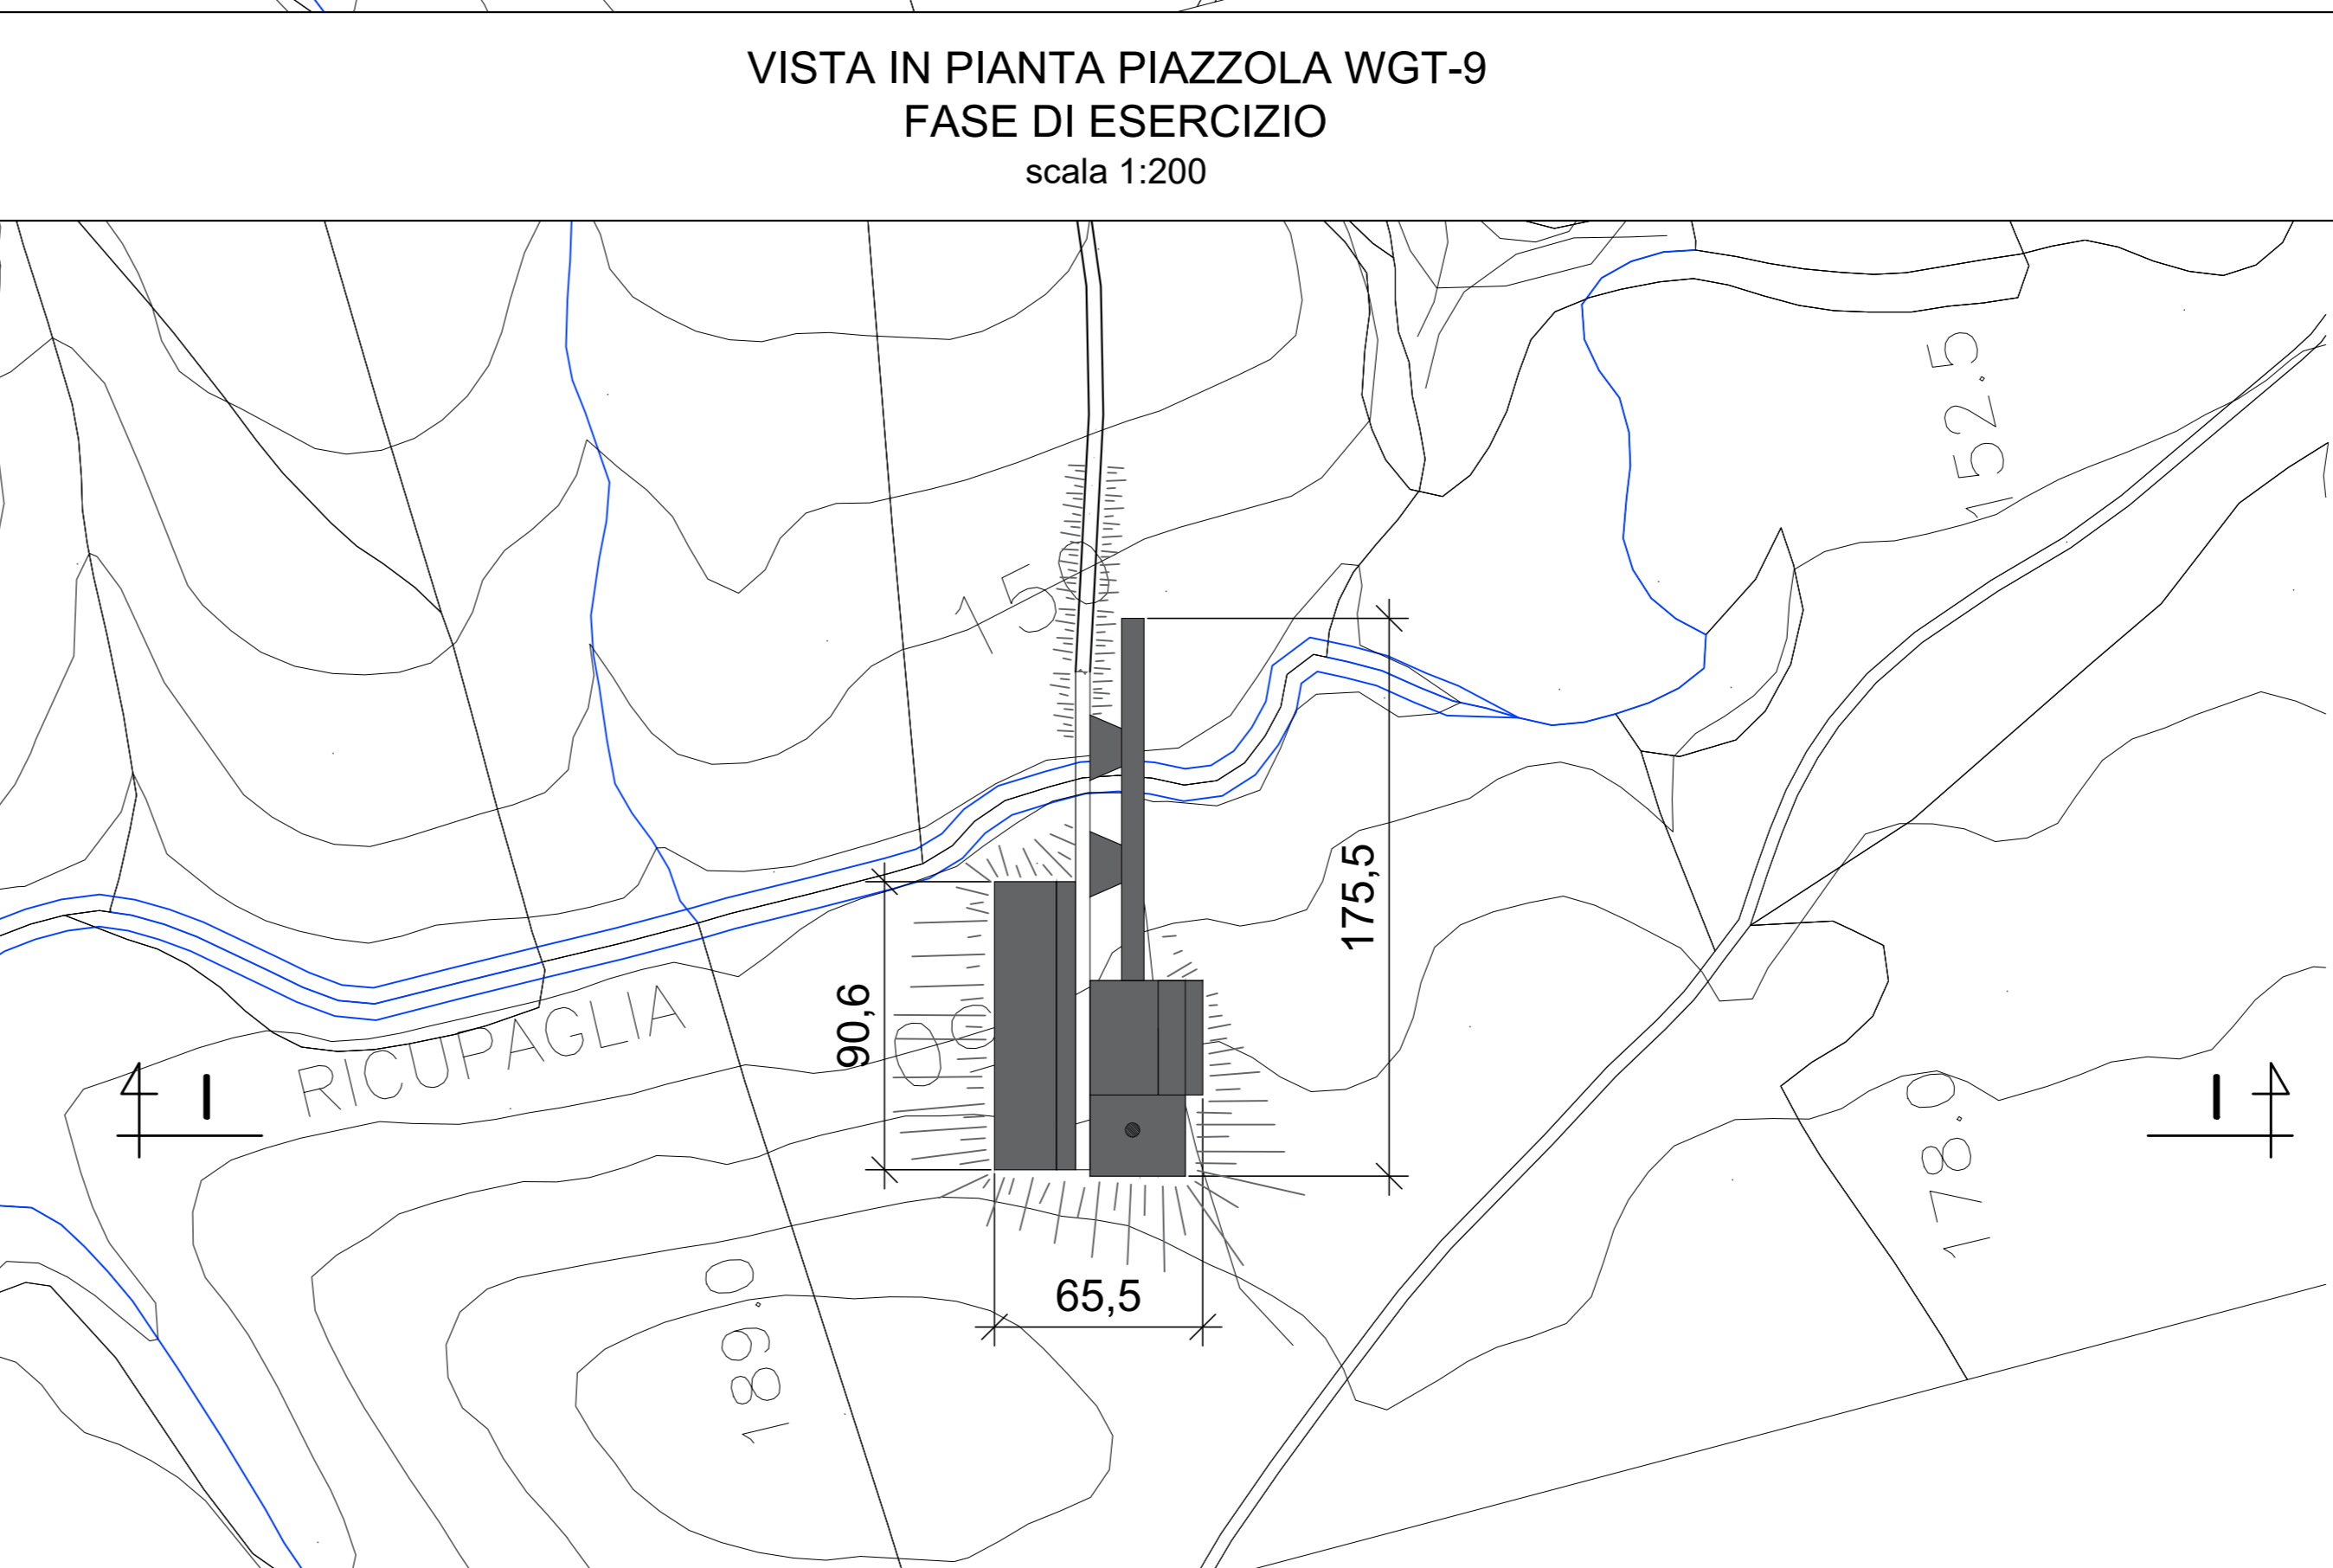 VISTA IN PIANTA PIAZZOLA WGT-9
FASE DI ESERCIZIO
scala 1:200
152.5
150
175,5
90,6
RICUPAGLIA
I
I
178.0
65,5
189.0